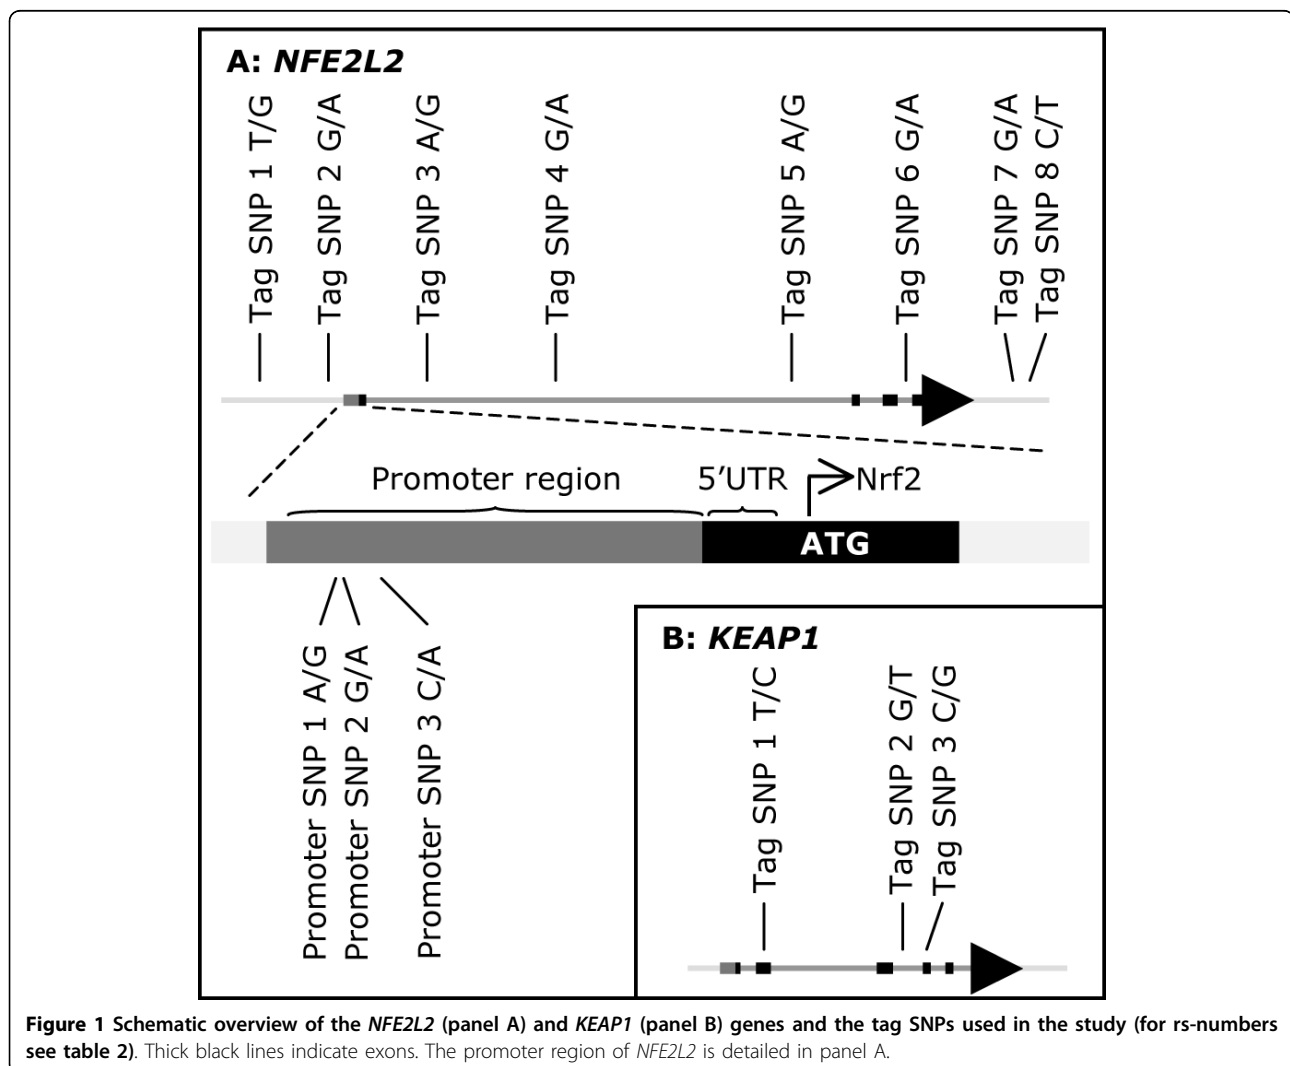 A: NFE2L2
Tag SNP 1 T/G
Tag SNP 2 G/A
Tag SNP 3 A/G
Tag SNP 4 G/A
Tag SNP 5 A/G
Tag SNP 6 G/A
Tag SNP 7 G/A
Tag SNP 8 C/T
Promoter region
5'UTR
Nrf2
ATG
Promoter SNP 1 A/G
Promoter SNP 2 G/A
Promoter SNP 3 C/A
B: KEAP1
Tag SNP 1 T/C
Tag SNP 2 G/T
Tag SNP 3 C/G
Figure 1 Schematic overview of the NFE2L2 (panel A) and KEAP1 (panel B) genes and the tag SNPs used in the study (for rs-numbers
see table 2). Thick black lines indicate exons. The promoter region of NFE2L2 is detailed in panel A.